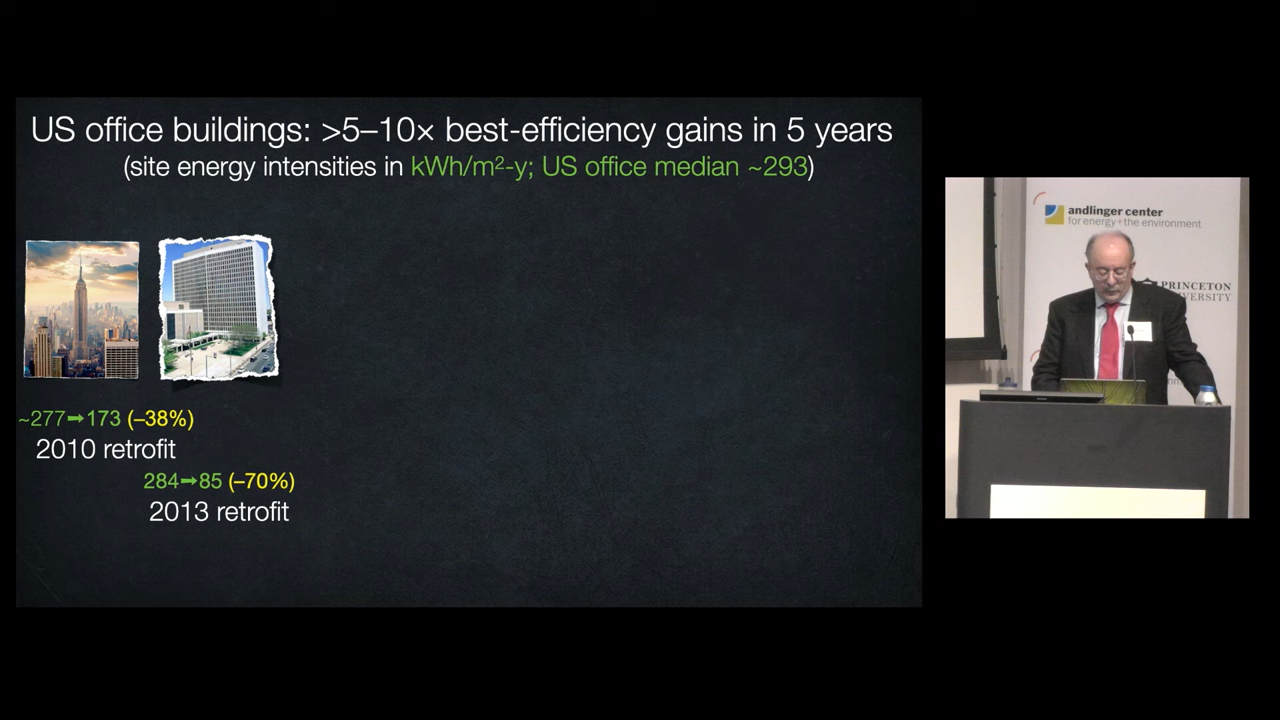 US office buildings: >5–10× best-efficiency gains in 5 years
(site energy intensities in kWh/m²-y; US office median ~293)
~277➞173 (–38%)
2010 retrofit
284➞85 (–70%)
2013 retrofit
andlinger center
for energy+the environment
PRINCETON